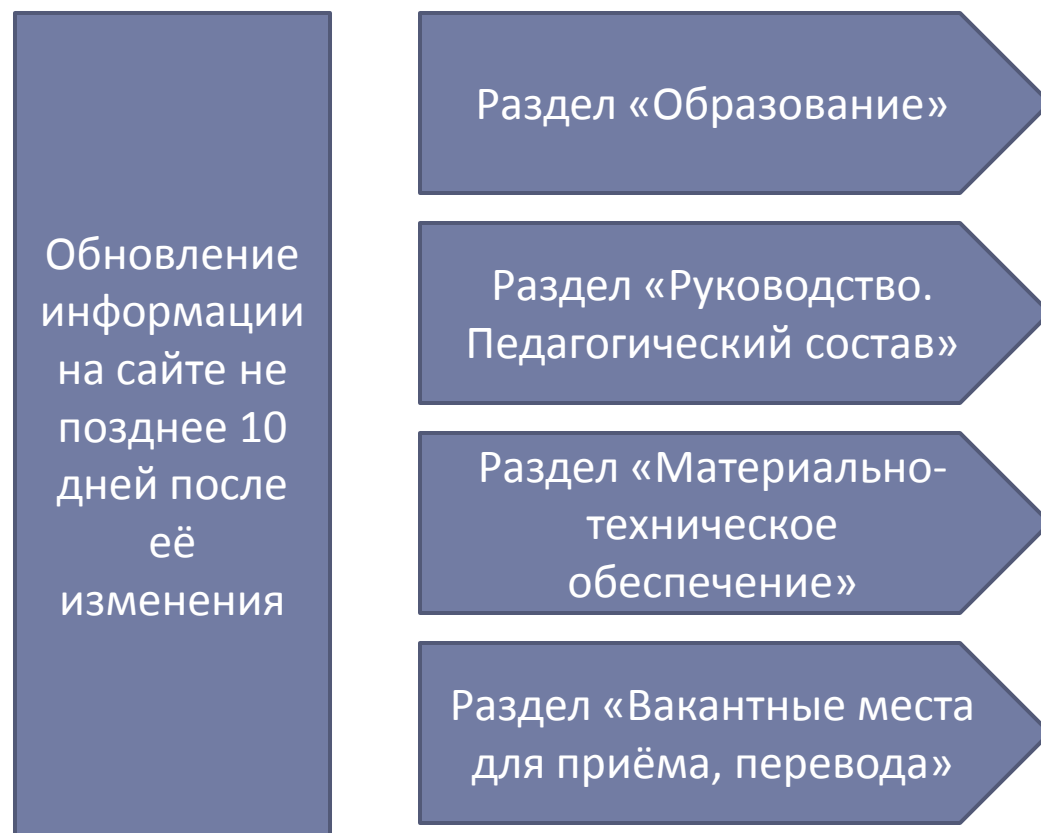 Обновление
информации
на сайте не
позднее 10
дней после
её
изменения
Раздел «Образование»
Раздел «Руководство.
Педагогический состав»
Раздел «Материально-
техническое
обеспечение»
Раздел «Вакантные места
для приёма, перевода»